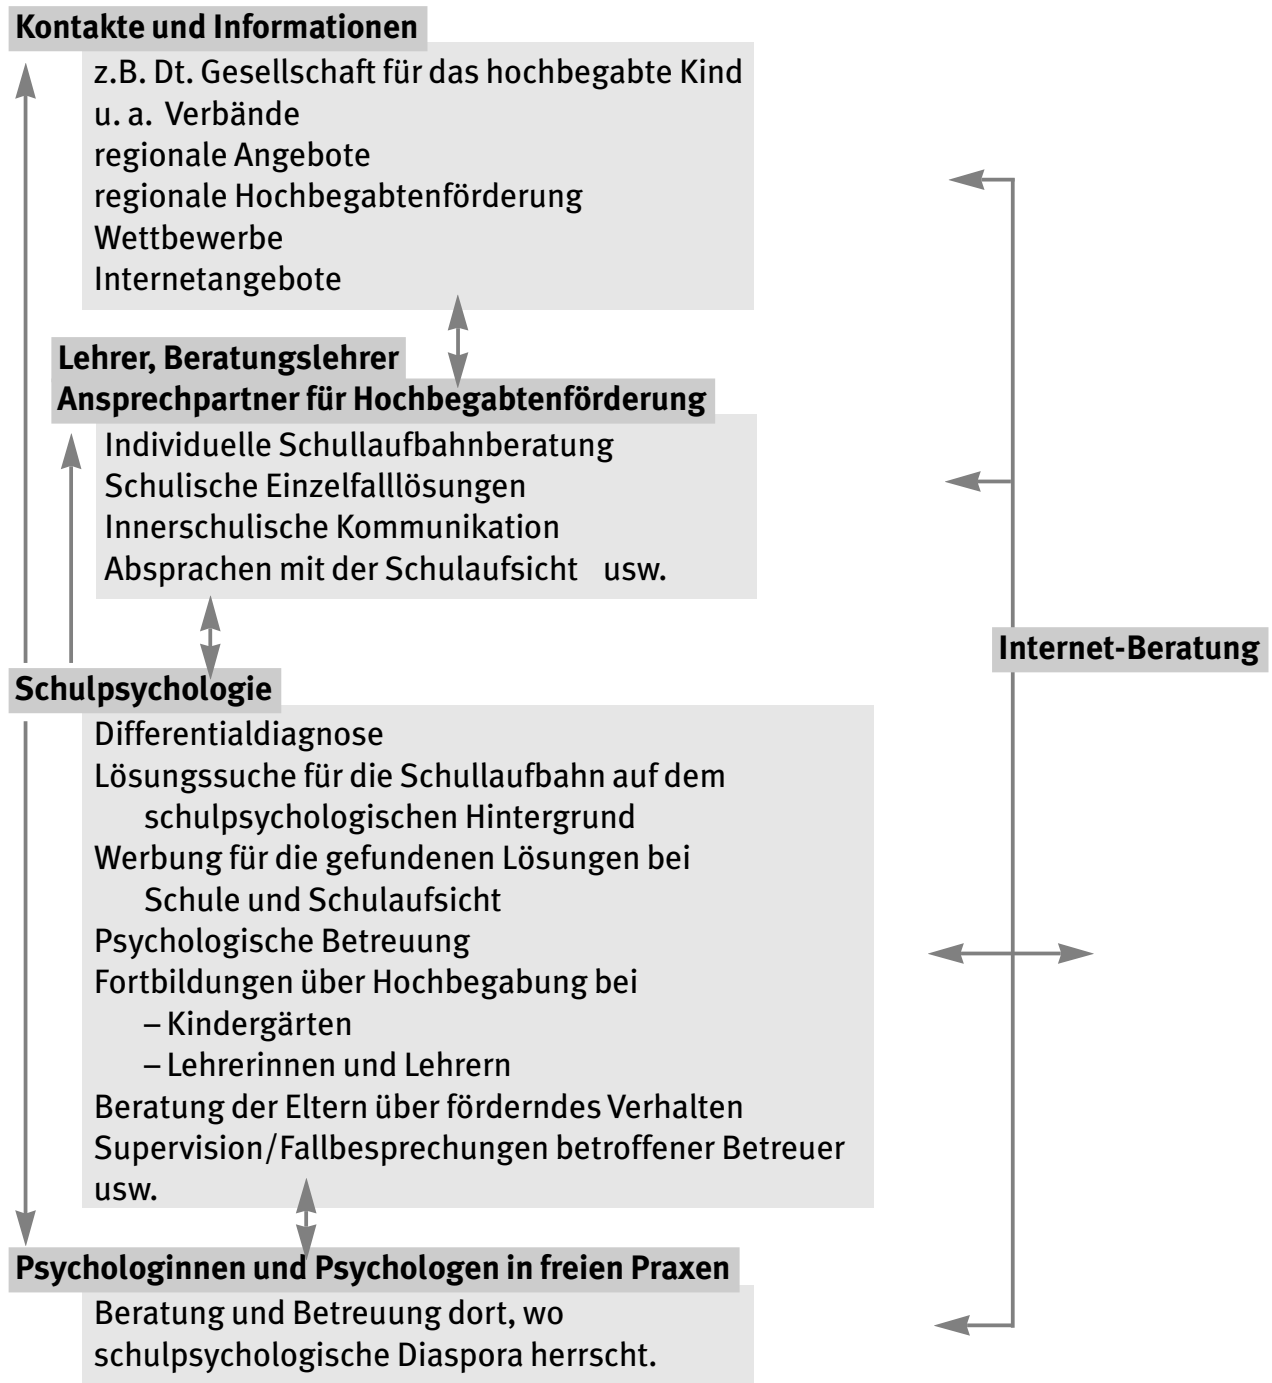 Kontakte und Informationen
z.B. Dt. Gesellschaft für das hochbegabte Kind
u. a. Verbände
regionale Angebote
regionale Hochbegabtenförderung
Wettbewerbe
Internetangebote
Lehrer, Beratungslehrer
Ansprechpartner für Hochbegabtenförderung
Individuelle Schullaufbahnberatung
Schulische Einzelfalllösungen
Innerschulische Kommunikation
Absprachen mit der Schulaufsicht usw.
Internet-Beratung
Schulpsychologie
Differentialdiagnose
Lösungssuche für die Schullaufbahn auf dem
schulpsychologischen Hintergrund
Werbung für die gefundenen Lösungen bei
Schule und Schulaufsicht
Psychologische Betreuung
Fortbildungen über Hochbegabung bei
– Kindergärten
– Lehrerinnen und Lehrern
Beratung der Eltern über förderndes Verhalten
Supervision/Fallbesprechungen betroffener Betreuer
usw.
Psychologinnen und Psychologen in freien Praxen
Beratung und Betreuung dort, wo
schulpsychologische Diaspora herrscht.